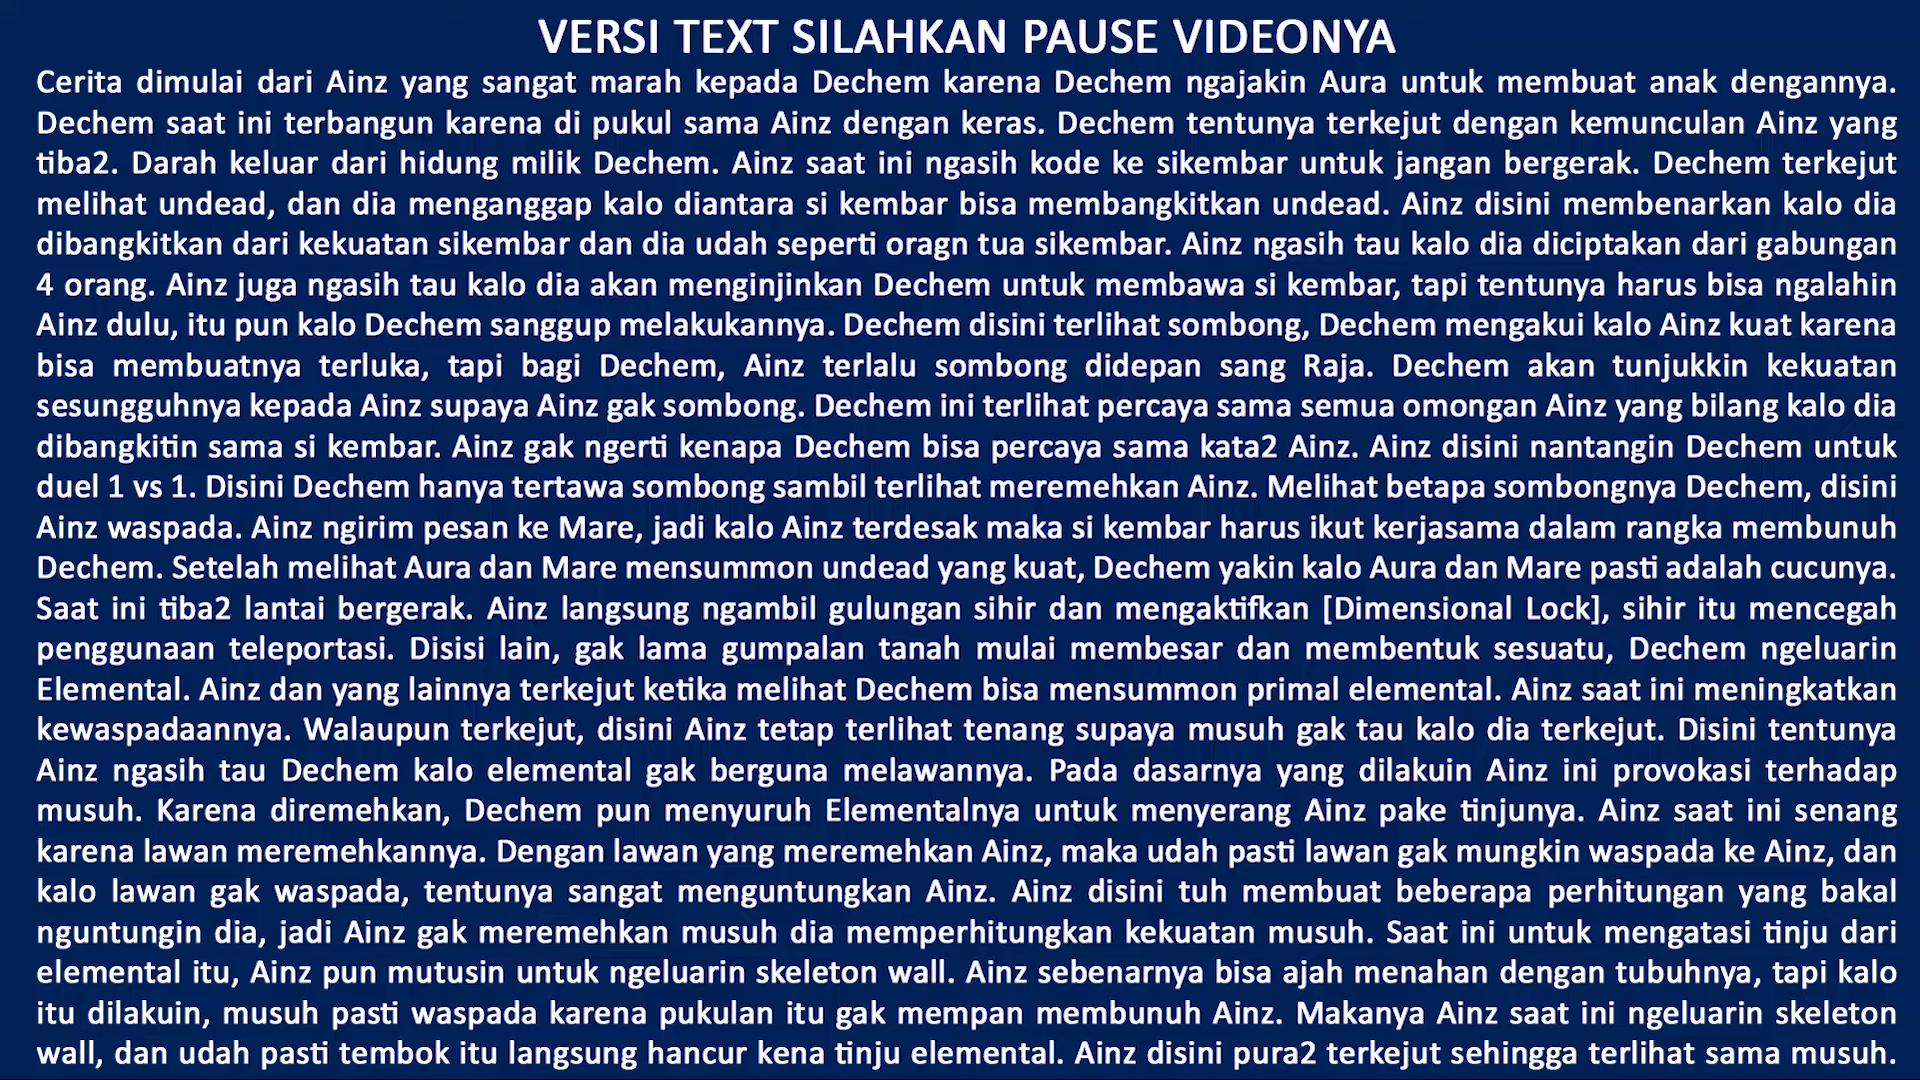 VERSI TEXT SILAHKAN PAUSE VIDEONYA
Cerita dimulai dari Ainz yang sangat marah kepada Dechem karena Dechem ngajakin Aura untuk membuat anak dengannya.
Dechem saat ini terbangun karena di pukul sama Ainz dengan keras. Dechem tentunya terkejut dengan kemunculan Ainz yang
tiba2. Darah keluar dari hidung milik Dechem. Ainz saat ini ngasih kode ke sikembar untuk jangan bergerak. Dechem terkejut
melihat undead, dan dia menganggap kalo diantara si kembar bisa membangkitkan undead. Ainz disini membenarkan kalo dia
dibangkitkan dari kekuatan sikembar dan dia udah seperti oragn tua sikembar. Ainz ngasih tau kalo dia diciptakan dari gabungan
4 orang. Ainz juga ngasih tau kalo dia akan menginjinkan Dechem untuk membawa si kembar, tapi tentunya harus bisa ngalahin
Ainz dulu, itu pun kalo Dechem sanggup melakukannya. Dechem disini terlihat sombong, Dechem mengakui kalo Ainz kuat karena
bisa membuatnya terluka, tapi bagi Dechem, Ainz terlalu sombong didepan sang Raja. Dechem akan tunjukkin kekuatan
sesungguhnya kepada Ainz supaya Ainz gak sombong. Dechem ini terlihat percaya sama semua omongan Ainz yang bilang kalo dia
dibangkitin sama si kembar. Ainz gak ngerti kenapa Dechem bisa percaya sama kata2 Ainz. Ainz disini nantangin Dechem untuk
duel 1 vs 1. Disini Dechem hanya tertawa sombong sambil terlihat meremehkan Ainz. Melihat betapa sombongnya Dechem, disini
Ainz waspada. Ainz ngirim pesan ke Mare, jadi kalo Ainz terdesak maka si kembar harus ikut kerjasama dalam rangka membunuh
Dechem. Setelah melihat Aura dan Mare mensummon undead yang kuat, Dechem yakin kalo Aura dan Mare pasti adalah cucunya.
Saat ini tiba2 lantai bergerak. Ainz langsung ngambil gulungan sihir dan mengaktifkan [Dimensional Lock], sihir itu mencegah
penggunaan teleportasi. Disisi lain, gak lama gumpalan tanah mulai membesar dan membentuk sesuatu, Dechem ngeluarin
Elemental. Ainz dan yang lainnya terkejut ketika melihat Dechem bisa mensummon primal elemental. Ainz saat ini meningkatkan
kewaspadaannya. Walaupun terkejut, disini Ainz tetap terlihat tenang supaya musuh gak tau kalo dia terkejut. Disini tentunya
Ainz ngasih tau Dechem kalo elemental gak berguna melawannya. Pada dasarnya yang dilakuin Ainz ini provokasi terhadap
musuh. Karena diremehkan, Dechem pun menyuruh Elementalnya untuk menyerang Ainz pake tinjunya. Ainz saat ini senang
karena lawan meremehkannya. Dengan lawan yang meremehkan Ainz, maka udah pasti lawan gak mungkin waspada ke Ainz, dan
kalo lawan gak waspada, tentunya sangat menguntungkan Ainz. Ainz disini tuh membuat beberapa perhitungan yang bakal
nguntungin dia, jadi Ainz gak meremehkan musuh dia memperhitungkan kekuatan musuh. Saat ini untuk mengatasi tinju dari
elemental itu, Ainz pun mutusin untuk ngeluarin skeleton wall. Ainz sebenarnya bisa ajah menahan dengan tubuhnya, tapi kalo
itu dilakuin, musuh pasti waspada karena pukulan itu gak mempan membunuh Ainz. Makanya Ainz saat ini ngeluarin skeleton
wall, dan udah pasti tembok itu langsung hancur kena tinju elemental. Ainz disini pura2 terkejut sehingga terlihat sama musuh.